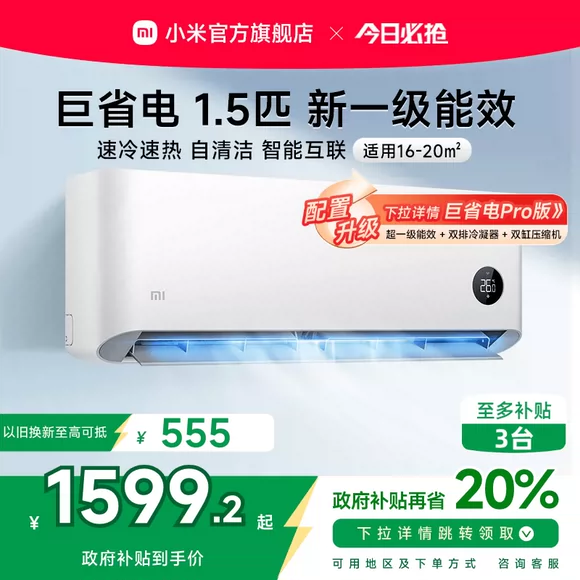 小米官方旗舰店 × 今日必抢
巨省电 1.5匹 新一级能效
速冷速热 自清洁 智能互联 适用16-20m²
配置升级
下拉详情 巨省电Pro版》
超一级能效 + 双排冷凝器 + 双缸压缩机
26
以旧换新至高可抵 ¥ 555
至多补贴
3台
¥ 1599.2 起
政府补贴到手价
政府补贴再省 20%
下拉详情跳转领取
可用地区及下单方式 咨询客服